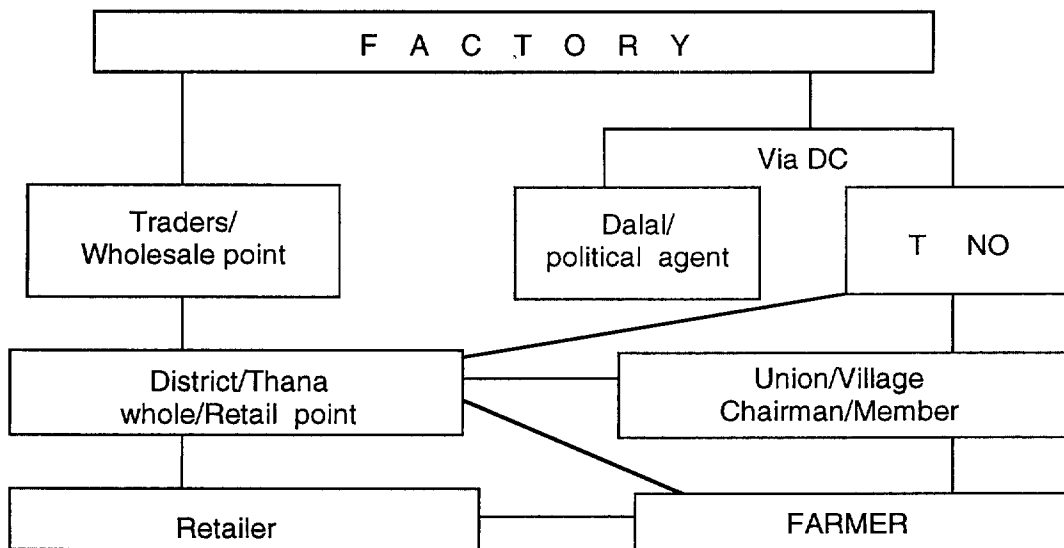 F A C T O R Y
Via DC
Traders/
Wholesale point
Dalal/
political agent
T NO
District/Thana
whole/Retail point
Union/Village
Chairman/Member
Retailer
FARMER